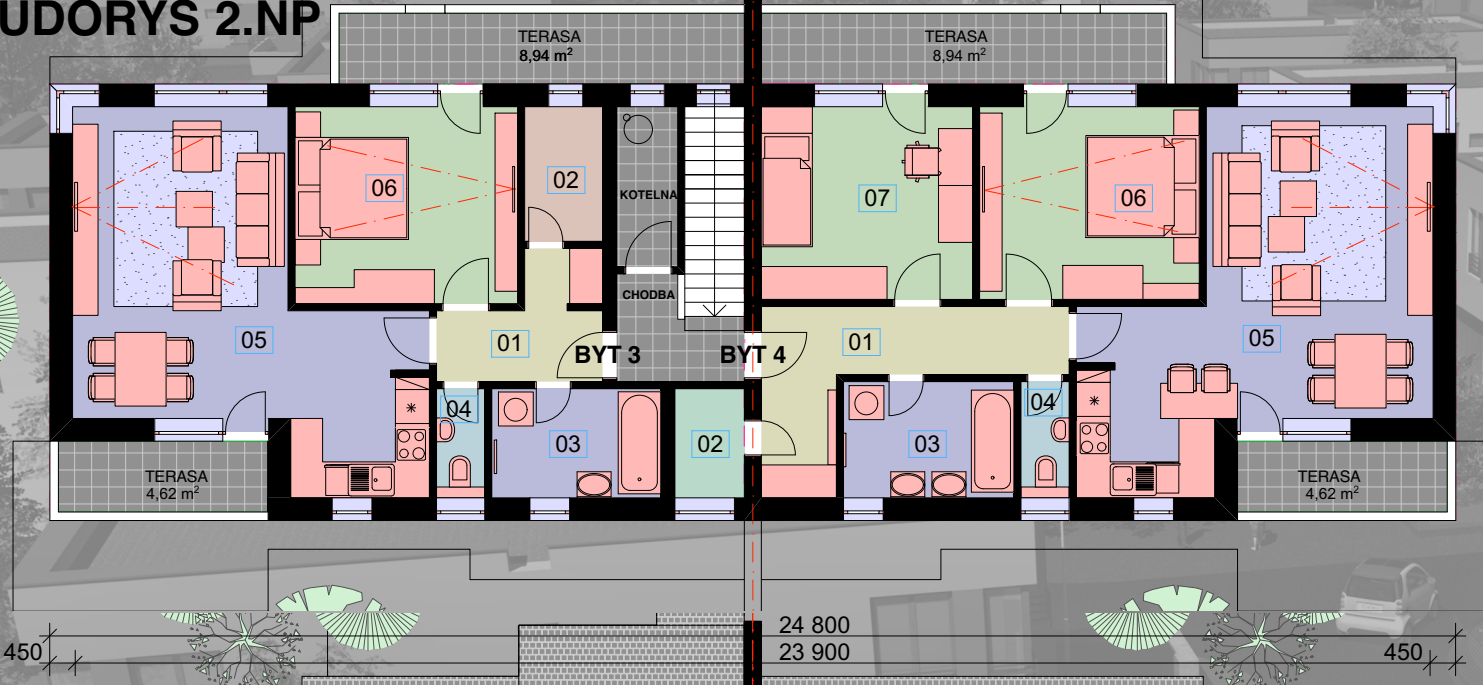 UDORYS 2.NP
TERASA
8,94 m²
TERASA
8,94 m²
06
02
KOTELNA
07
06
CHODBA
05
01
BYT 3
BYT 4
01
05
04
03
02
03
04
TERASA
4,62 m²
TERASA
4,62 m²
24 800
450
23 900
450